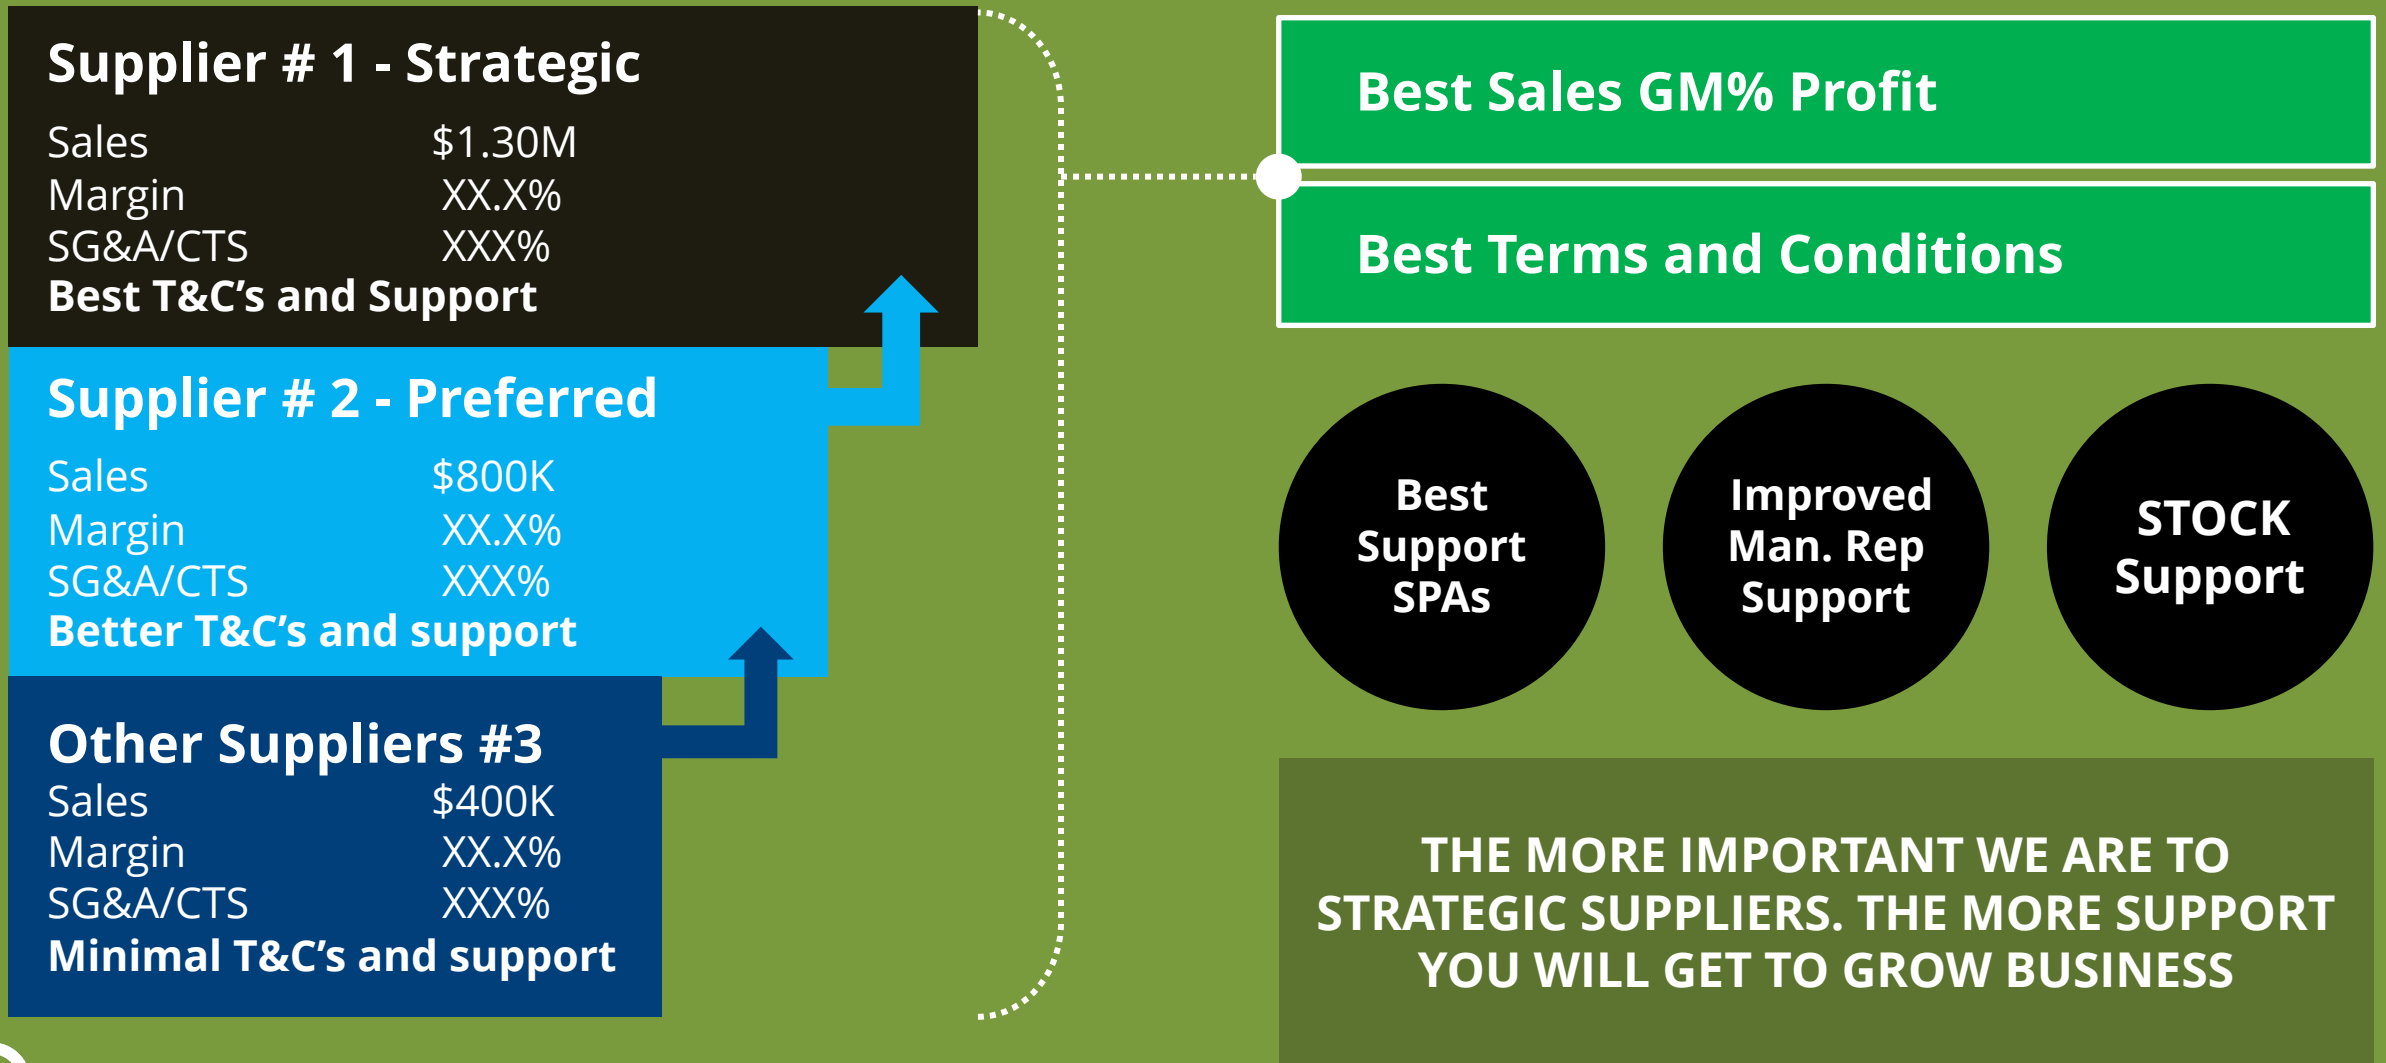 Supplier # 1 - Strategic
Sales $1.30M
Margin XX.X%
SG&A/CTS XXX%
Best T&C’s and Support
Supplier # 2 - Preferred
Sales $800K
Margin XX.X%
SG&A/CTS XXX%
Better T&C’s and support
Other Suppliers #3
Sales $400K
Margin XX.X%
SG&A/CTS XXX%
Minimal T&C’s and support
Best Sales GM% Profit
Best Terms and Conditions
Best
Support
SPAs
Improved
Man. Rep
Support
STOCK
Support
THE MORE IMPORTANT WE ARE TO
STRATEGIC SUPPLIERS. THE MORE SUPPORT
YOU WILL GET TO GROW BUSINESS